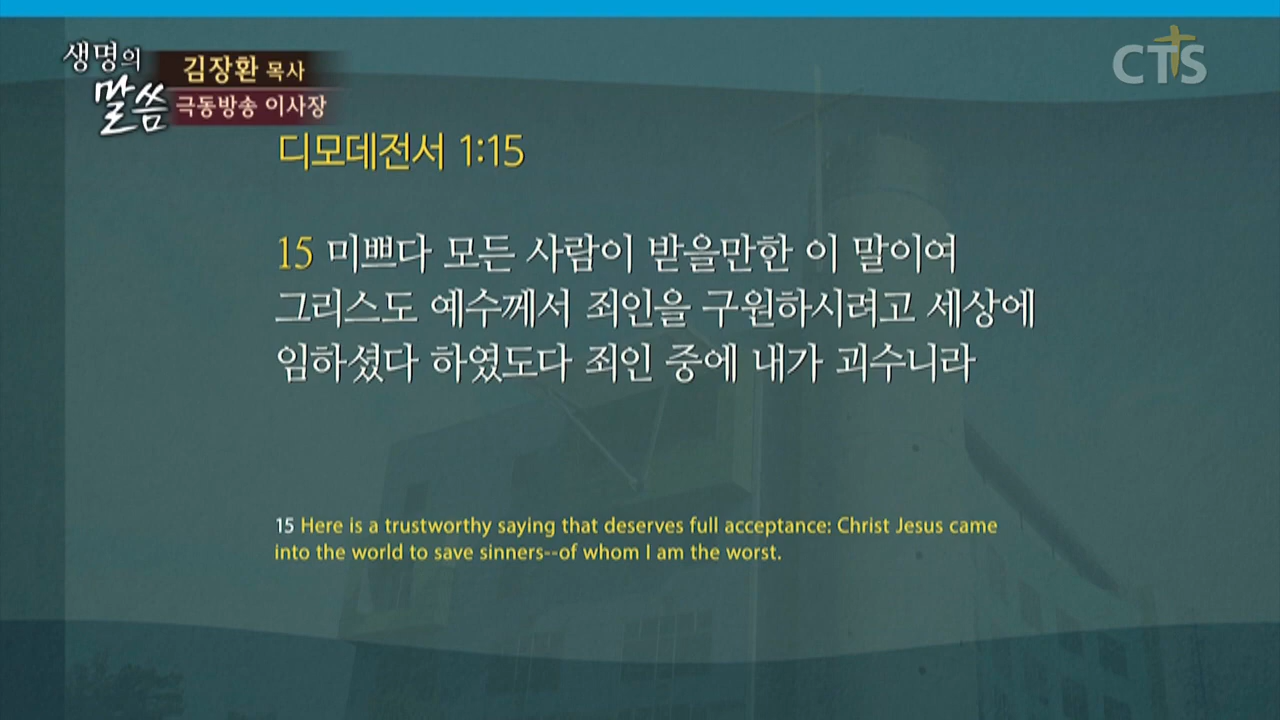 생명의
말씀
김장환 목사
극동방송 이사장
CTS
디모데전서 1:15
15 미쁘다 모든 사람이 받을만한 이 말이여
그리스도 예수께서 죄인을 구원하시려고 세상에
임하셨다 하였도다 죄인 중에 내가 괴수니라
15 Here is a trustworthy saying that deserves full acceptance: Christ Jesus came
into the world to save sinners--of whom I am the worst.